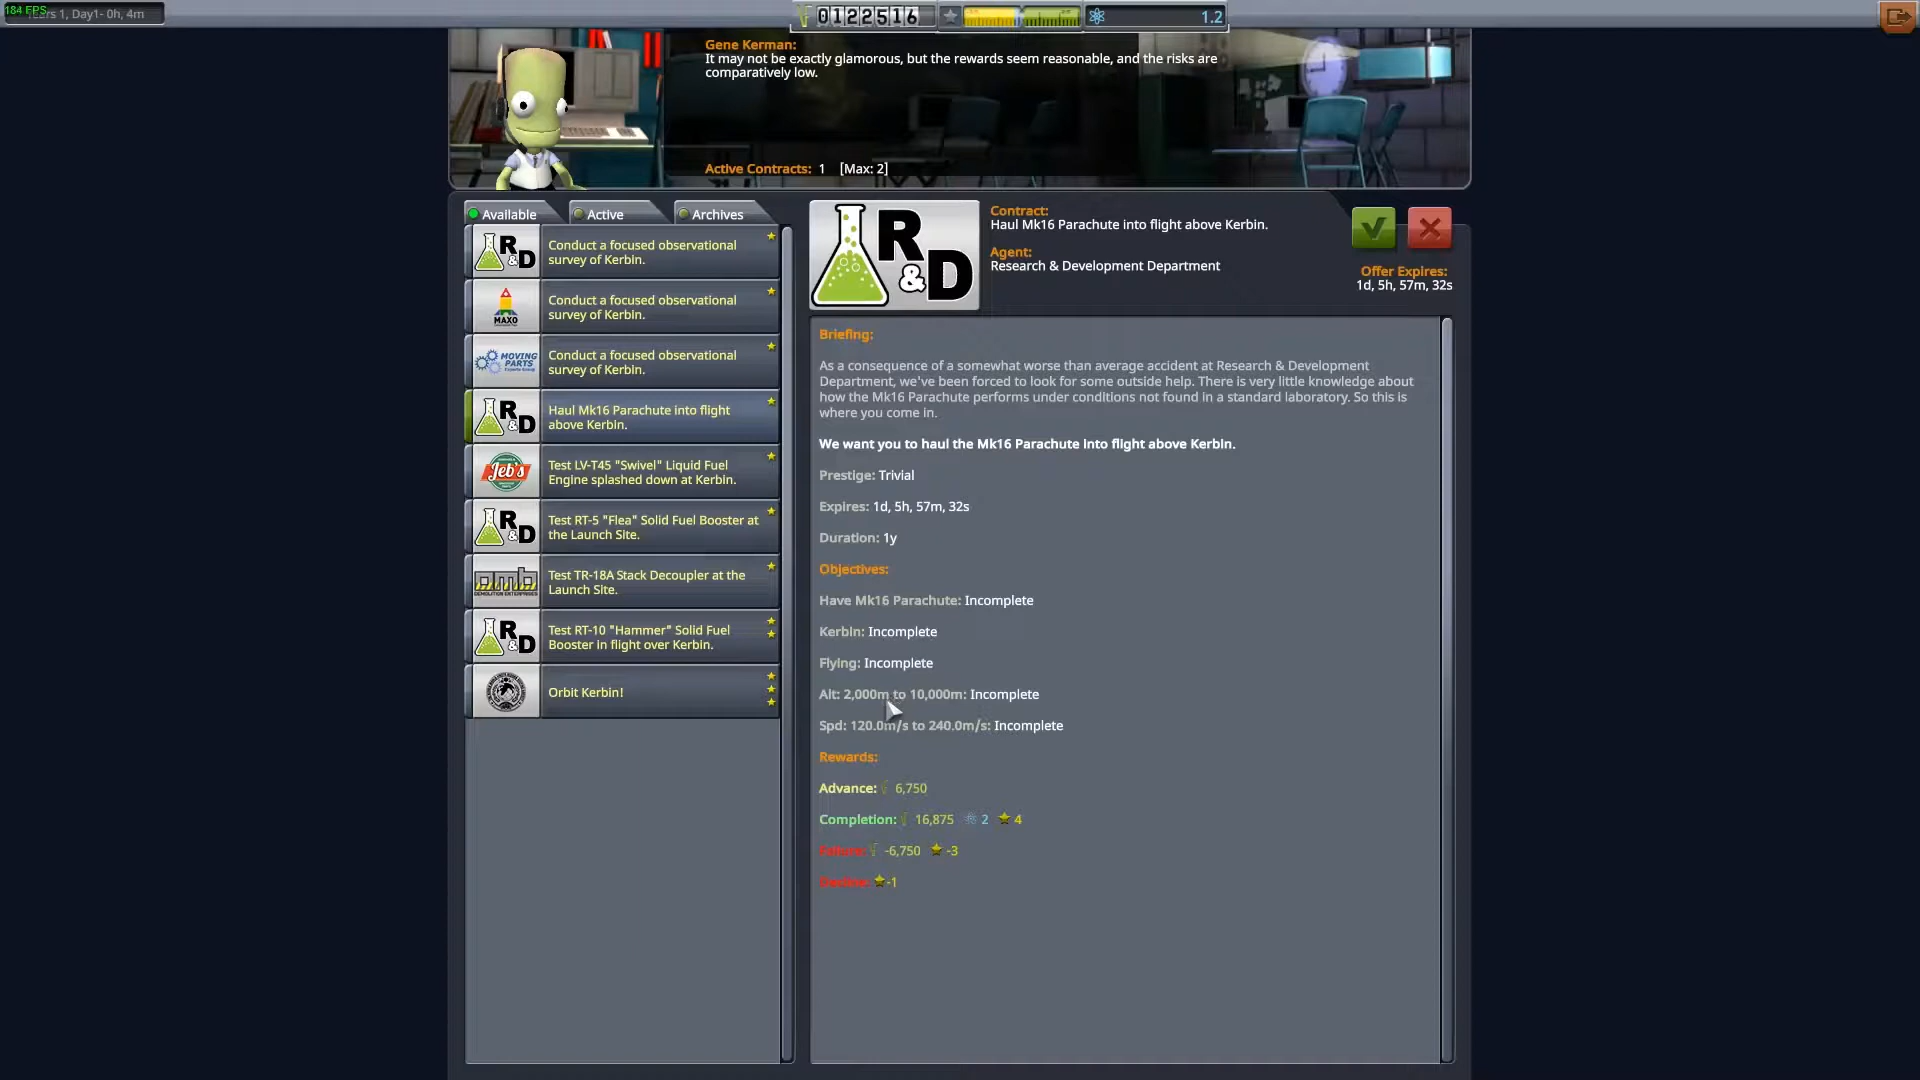 184 FPS
Years 1, Day1 - 0h, 4m
0122516
1.2
Gene Kerman:
It may not be exactly glamorous, but the rewards seem reasonable, and the risks are
comparatively low.
Active Contracts: 1 [Max: 2]
Available
Active
Archives
R&D
Conduct a focused observational
survey of Kerbin.
MAXO
Conduct a focused observational
survey of Kerbin.
MOVING PARTS
Conduct a focused observational
survey of Kerbin.
R&D
Haul Mk16 Parachute into flight
above Kerbin.
Jeb's
Test LV-T45 "Swivel" Liquid Fuel
Engine splashed down at Kerbin.
R&D
Test RT-5 "Flea" Solid Fuel Booster at
the Launch Site.
DEMOLITION ENTERPRISES
Test TR-18A Stack Decoupler at the
Launch Site.
R&D
Test RT-10 "Hammer" Solid Fuel
Booster in flight over Kerbin.
Orbit Kerbin!
R&D
Contract:
Haul Mk16 Parachute into flight above Kerbin.
Agent:
Research & Development Department
Offer Expires:
1d, 5h, 57m, 32s
Briefing:
As a consequence of a somewhat worse than average accident at Research & Development
Department, we've been forced to look for some outside help. There is very little knowledge about
how the Mk16 Parachute performs under conditions not found in a standard laboratory. So this is
where you come in.
We want you to haul the Mk16 Parachute into flight above Kerbin.
Prestige: Trivial
Expires: 1d, 5h, 57m, 32s
Duration: 1y
Objectives:
Have Mk16 Parachute: Incomplete
Kerbin: Incomplete
Flying: Incomplete
Alt: 2,000m to 10,000m: Incomplete
Spd: 120.0m/s to 240.0m/s: Incomplete
Rewards:
Advance: 6,750
Completion: 16,875 2 4
Failure: -6,750 -3
Decline: -1